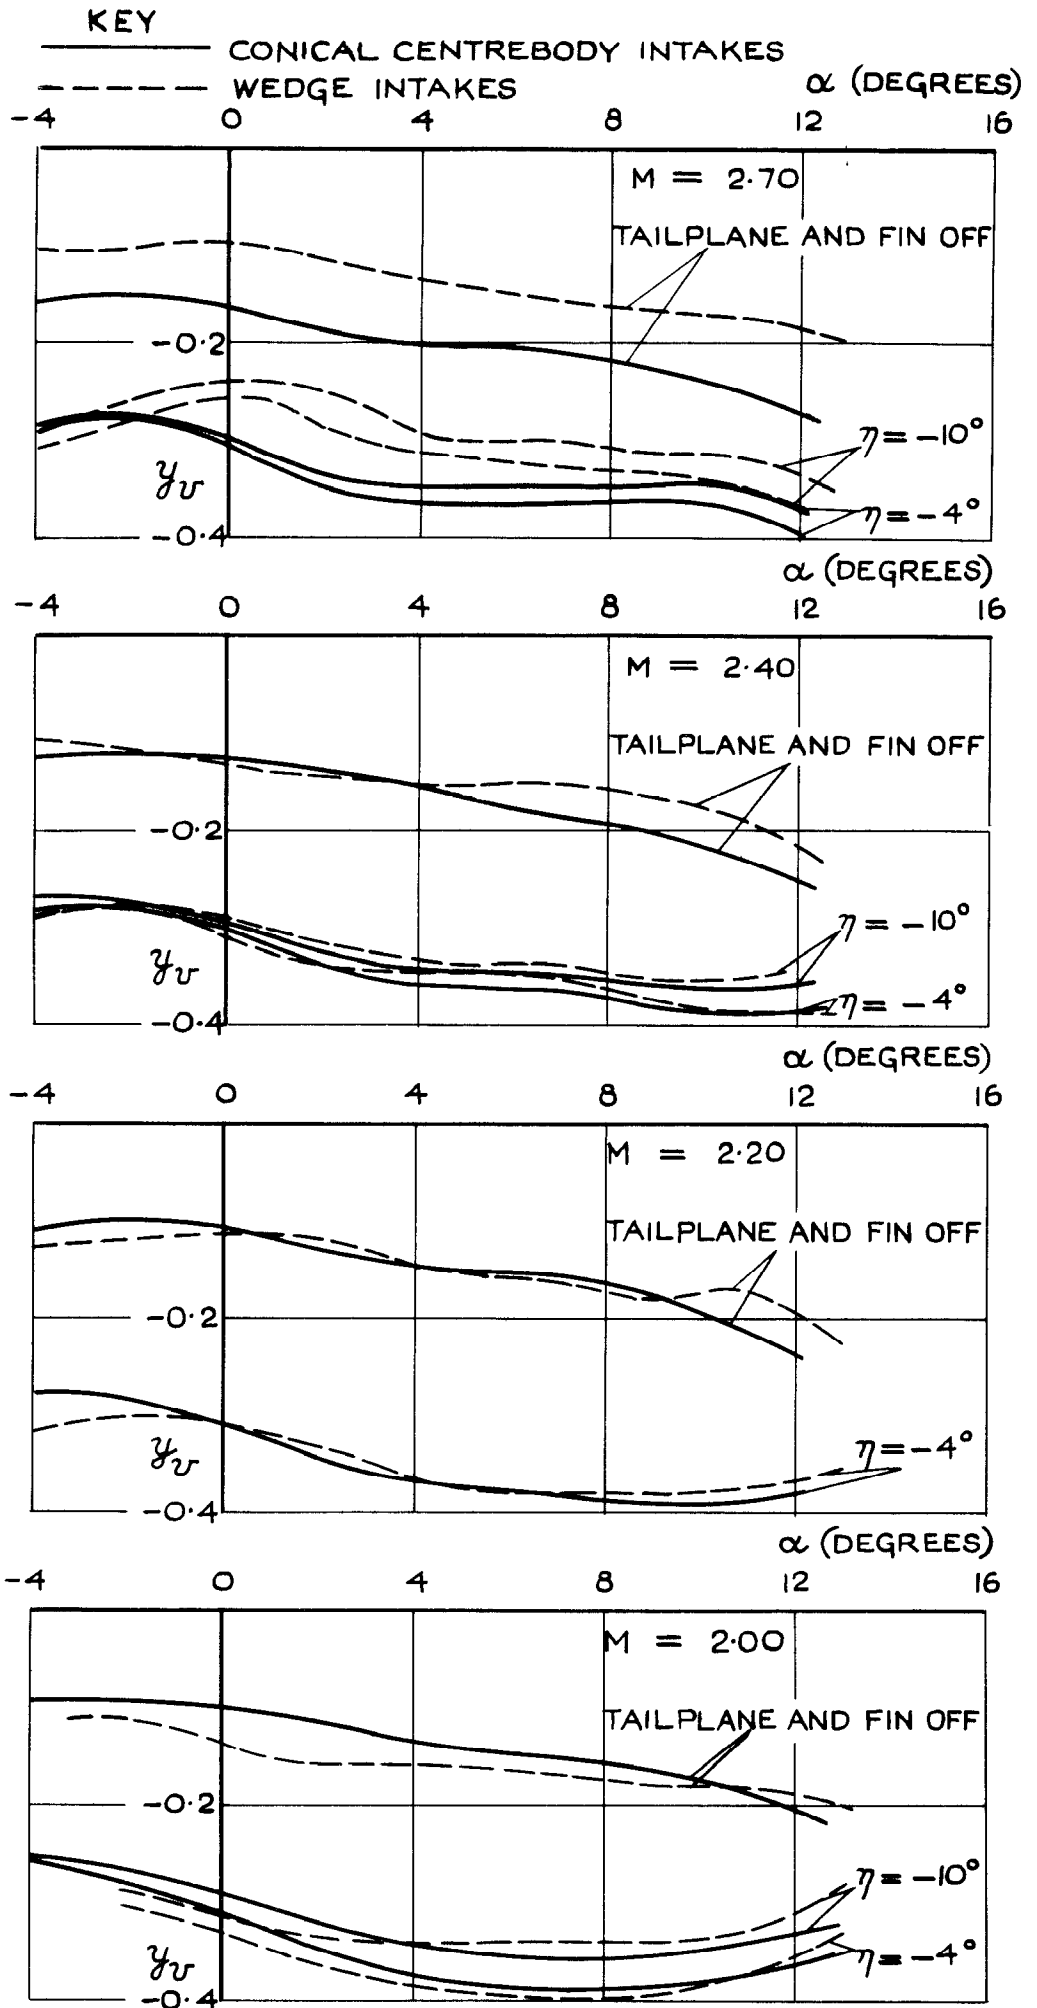 KEY
CONICAL CENTREBODY INTAKES
WEDGE INTAKES
α (DEGREES)
-4 0 4 8 12 16
M = 2·70
TAILPLANE AND FIN OFF
-0·2
η = -10°
y_v
η = -4°
-0·4
α (DEGREES)
-4 0 4 8 12 16
M = 2·40
TAILPLANE AND FIN OFF
-0·2
η = -10°
y_v
η = -4°
-0·4
α (DEGREES)
-4 0 4 8 12 16
M = 2·20
TAILPLANE AND FIN OFF
-0·2
η = -4°
y_v
-0·4
α (DEGREES)
-4 0 4 8 12 16
M = 2·00
TAILPLANE AND FIN OFF
-0·2
η = -10°
η = -4°
y_v
-0·4